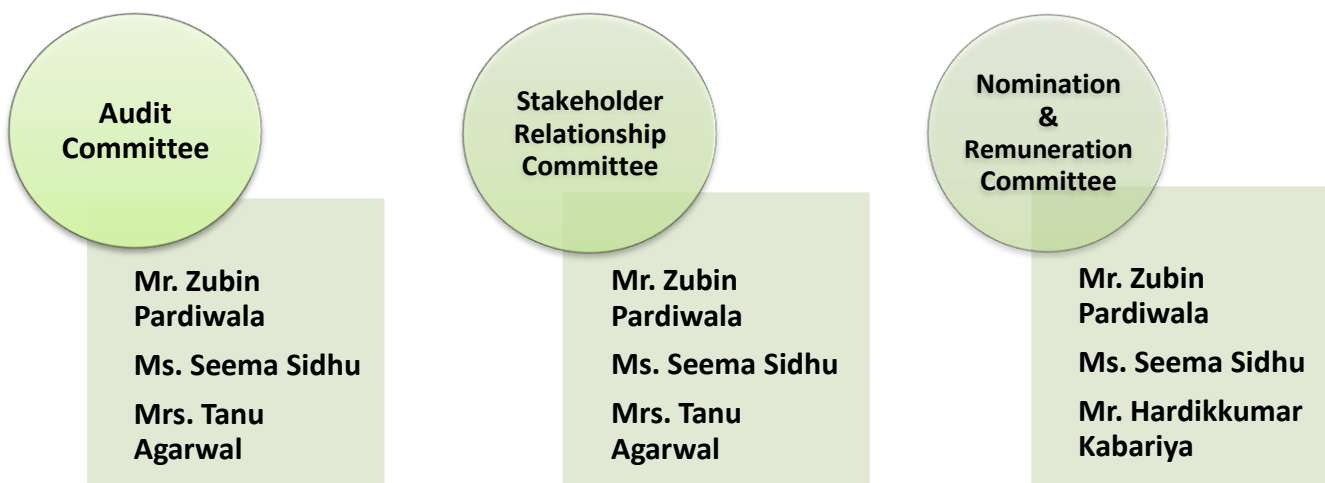 Audit
Committee
Mr. Zubin
Pardiwala
Ms. Seema Sidhu
Mrs. Tanu
Agarwal
Stakeholder
Relationship
Committee
Mr. Zubin
Pardiwala
Ms. Seema Sidhu
Mrs. Tanu
Agarwal
Nomination
&
Remuneration
Committee
Mr. Zubin
Pardiwala
Ms. Seema Sidhu
Mr. Hardikkumar
Kabariya